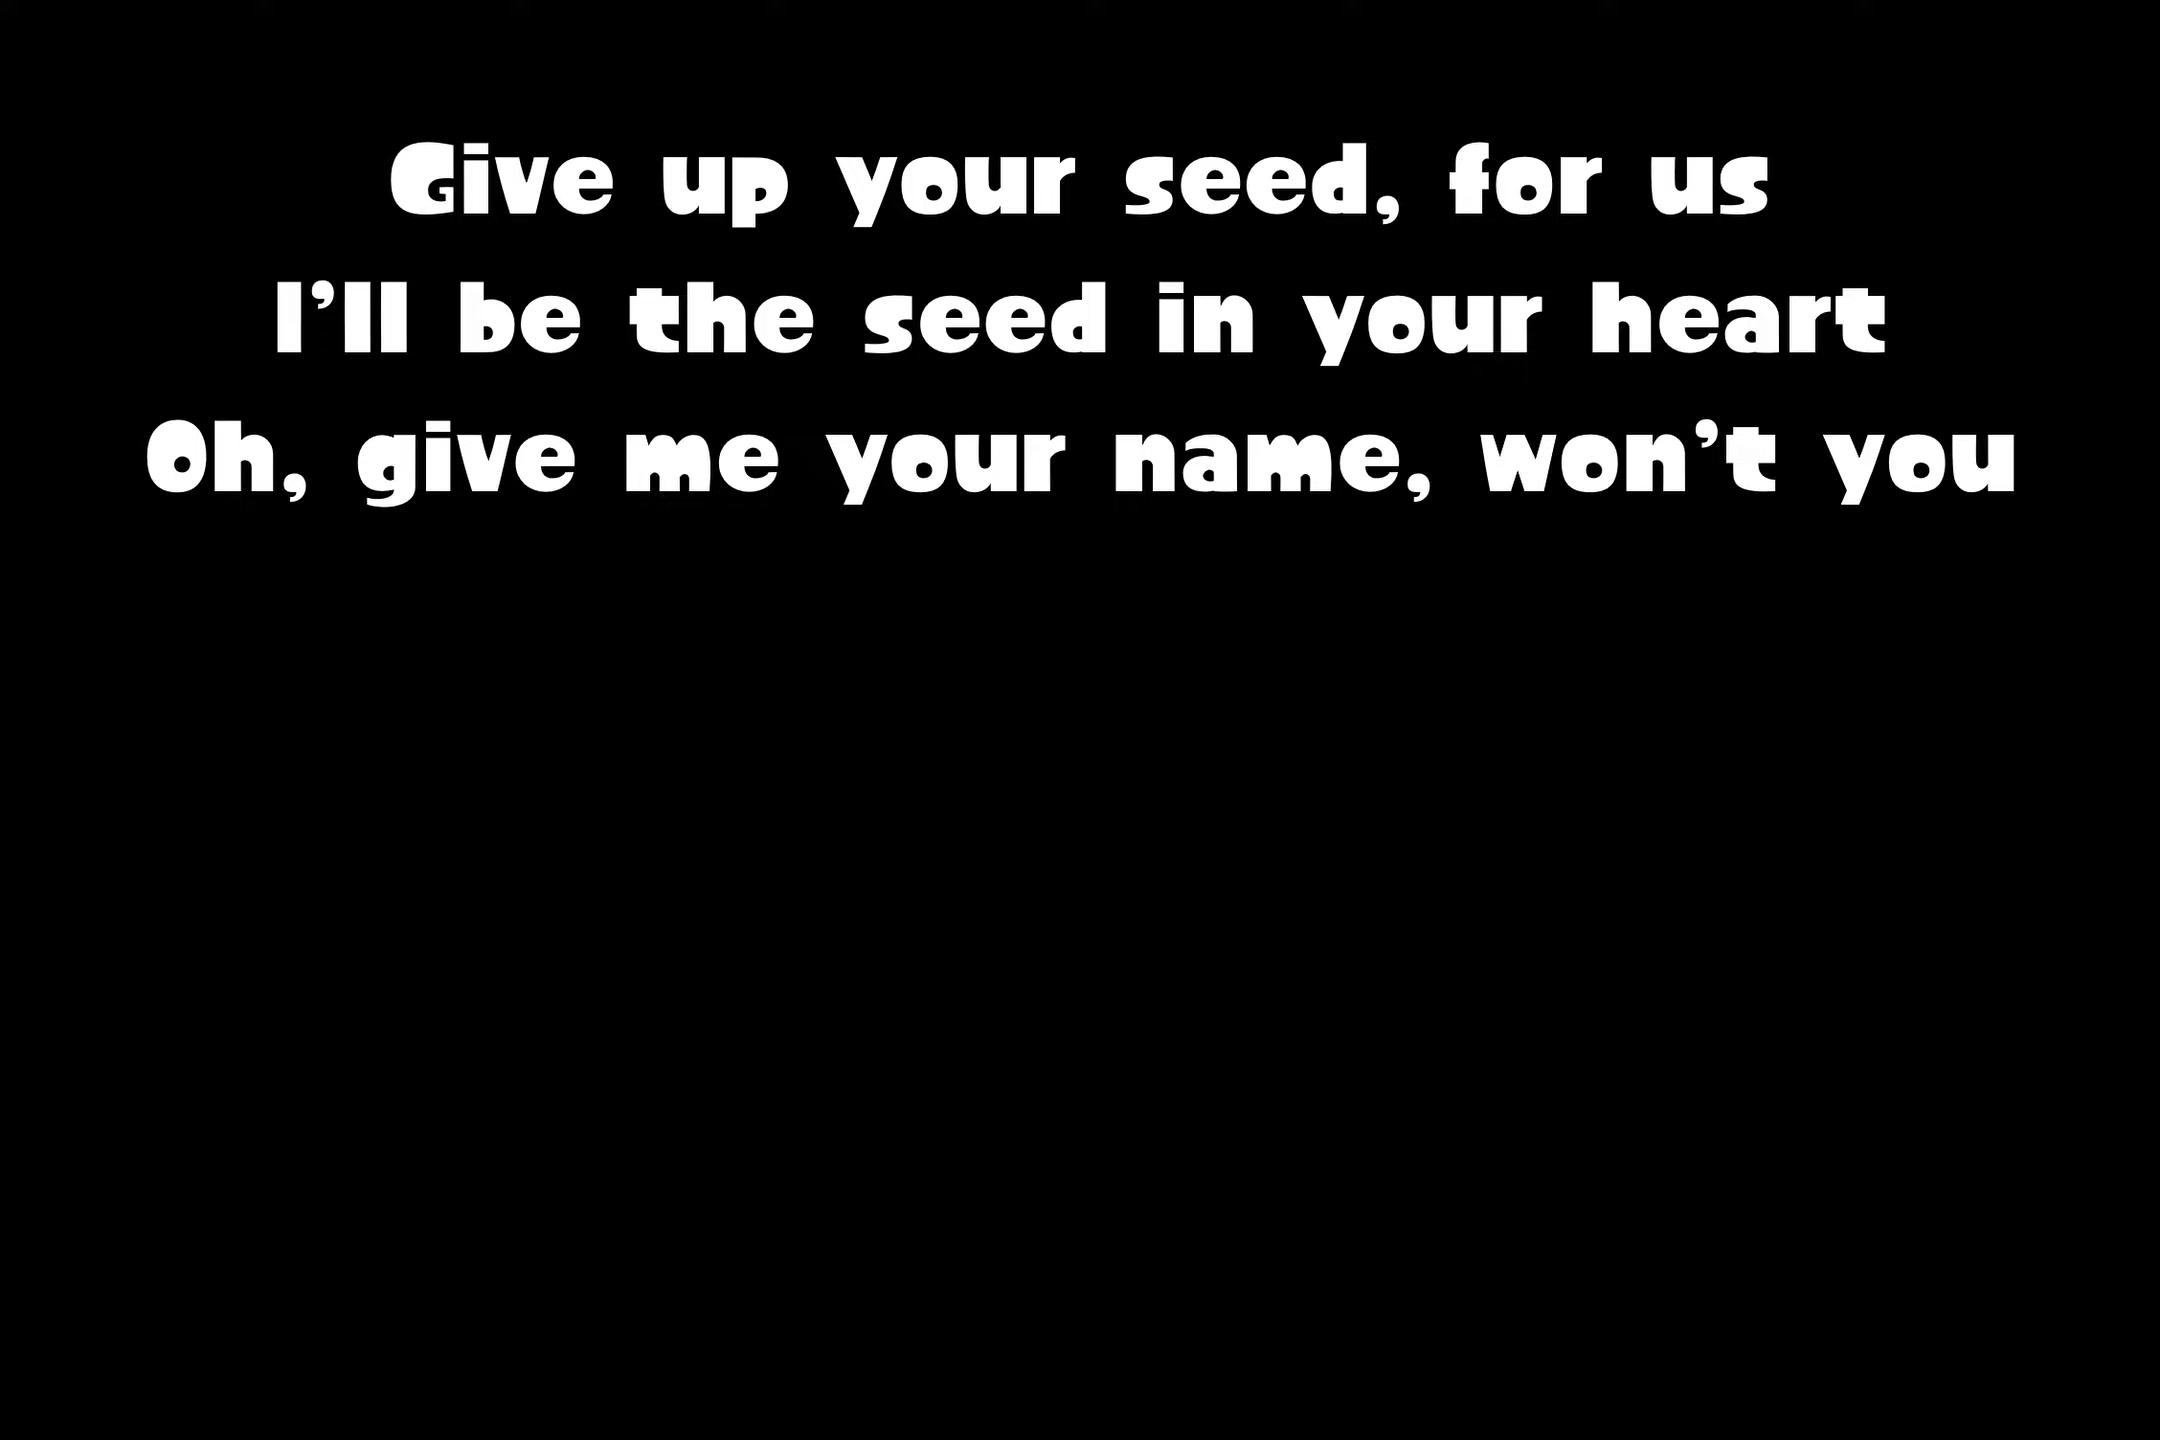 Give up your seed, for us
I’ll be the seed in your heart
Oh, give me your name, won’t you